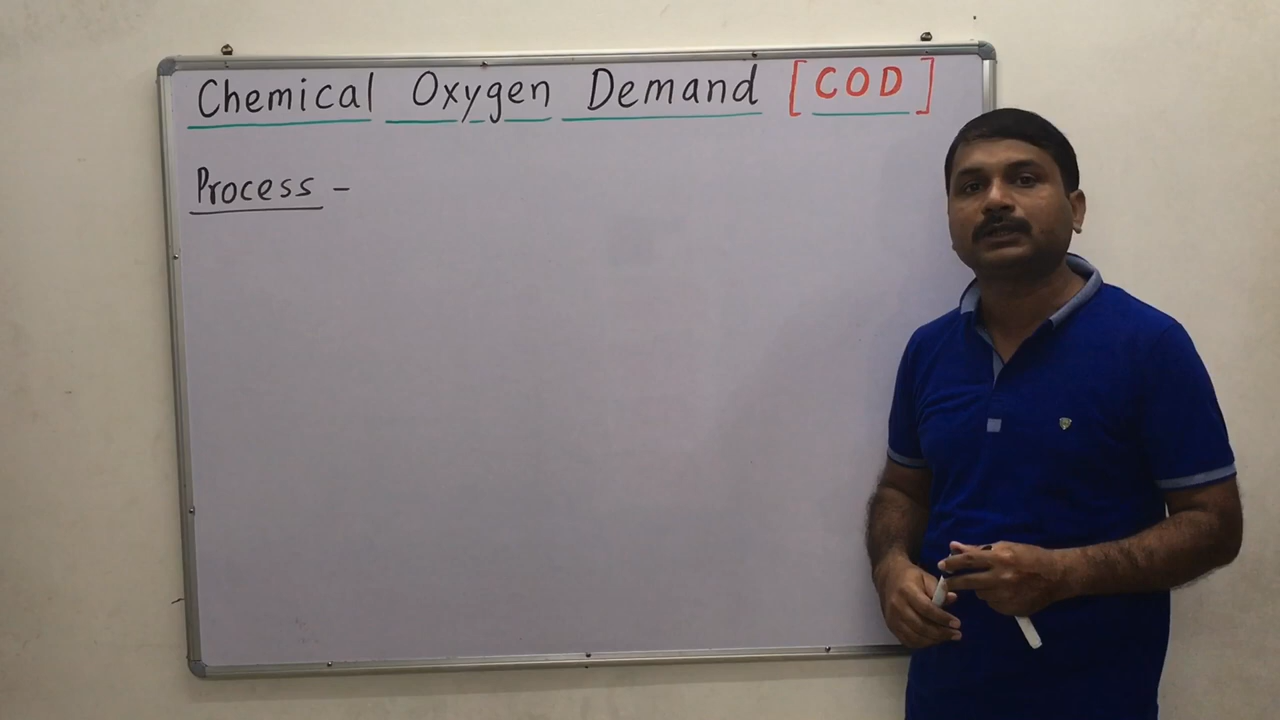 Chemical Oxygen Demand [COD]
Process -